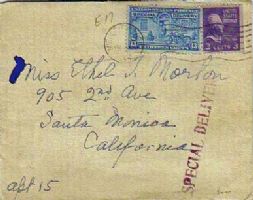 Miss Ethel F. Morton
905 2nd Ave
Santa Monica
California
apt 15
SPECIAL DELIVERY